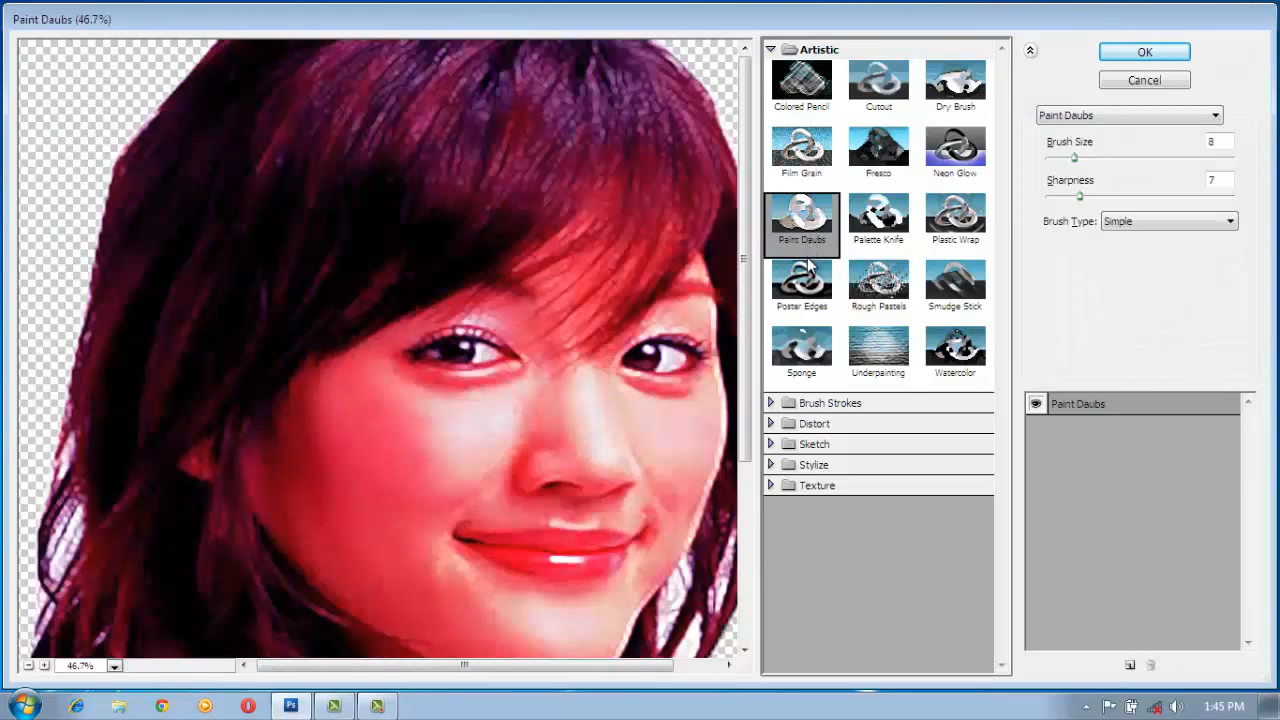 Paint Daubs (46.7%)
Artistic
Colored Pencil
Cutout
Dry Brush
Film Grain
Fresco
Neon Glow
Paint Daubs
Palette Knife
Plastic Wrap
Poster Edges
Rough Pastels
Smudge Stick
Sponge
Underpainting
Watercolor
Brush Strokes
Distort
Sketch
Stylize
Texture
OK
Cancel
Paint Daubs
Brush Size 8
Sharpness 7
Brush Type: Simple
Paint Daubs
46.7%
Ps
1:45 PM